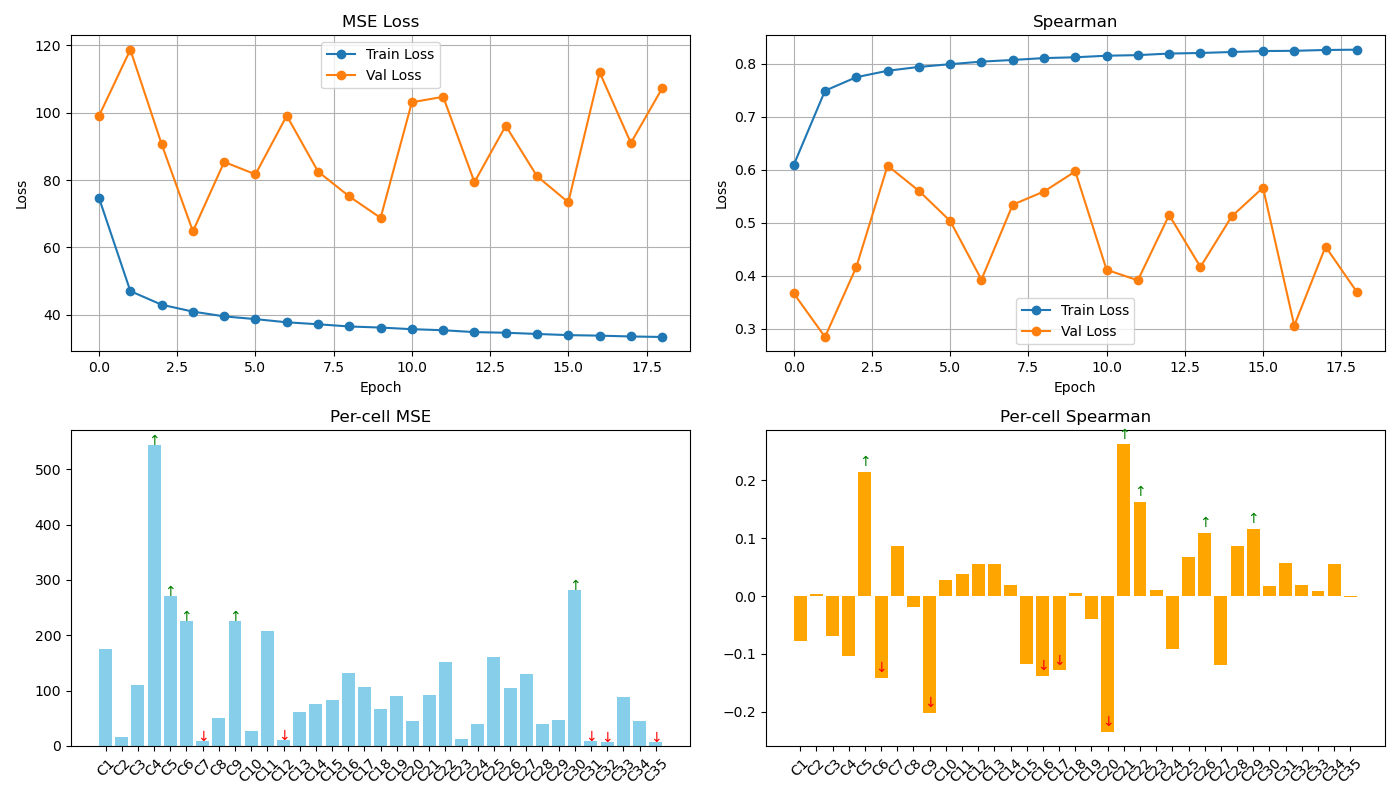 MSE Loss
120
100
80
60
40
Loss
Train Loss
Val Loss
0.0 2.5 5.0 7.5 10.0 12.5 15.0 17.5
Epoch
Spearman
0.8
0.7
0.6
0.5
0.4
0.3
Loss
Train Loss
Val Loss
0.0 2.5 5.0 7.5 10.0 12.5 15.0 17.5
Epoch
Per-cell MSE
500
400
300
200
100
0
↑ ↑ ↑ ↓ ↑ ↓ ↑ ↓ ↓ ↓
C1 C2 C3 C4 C5 C6 C7 C8 C9 C10 C11 C12 C13 C14 C15 C16 C17 C18 C19 C20 C21 C22 C23 C24 C25 C26 C27 C28 C29 C30 C31 C32 C33 C34 C35
Per-cell Spearman
0.2
0.1
0.0
−0.1
−0.2
↑ ↓ ↓ ↓ ↓ ↓ ↑ ↑ ↑ ↑
C1 C2 C3 C4 C5 C6 C7 C8 C9 C10 C11 C12 C13 C14 C15 C16 C17 C18 C19 C20 C21 C22 C23 C24 C25 C26 C27 C28 C29 C30 C31 C32 C33 C34 C35